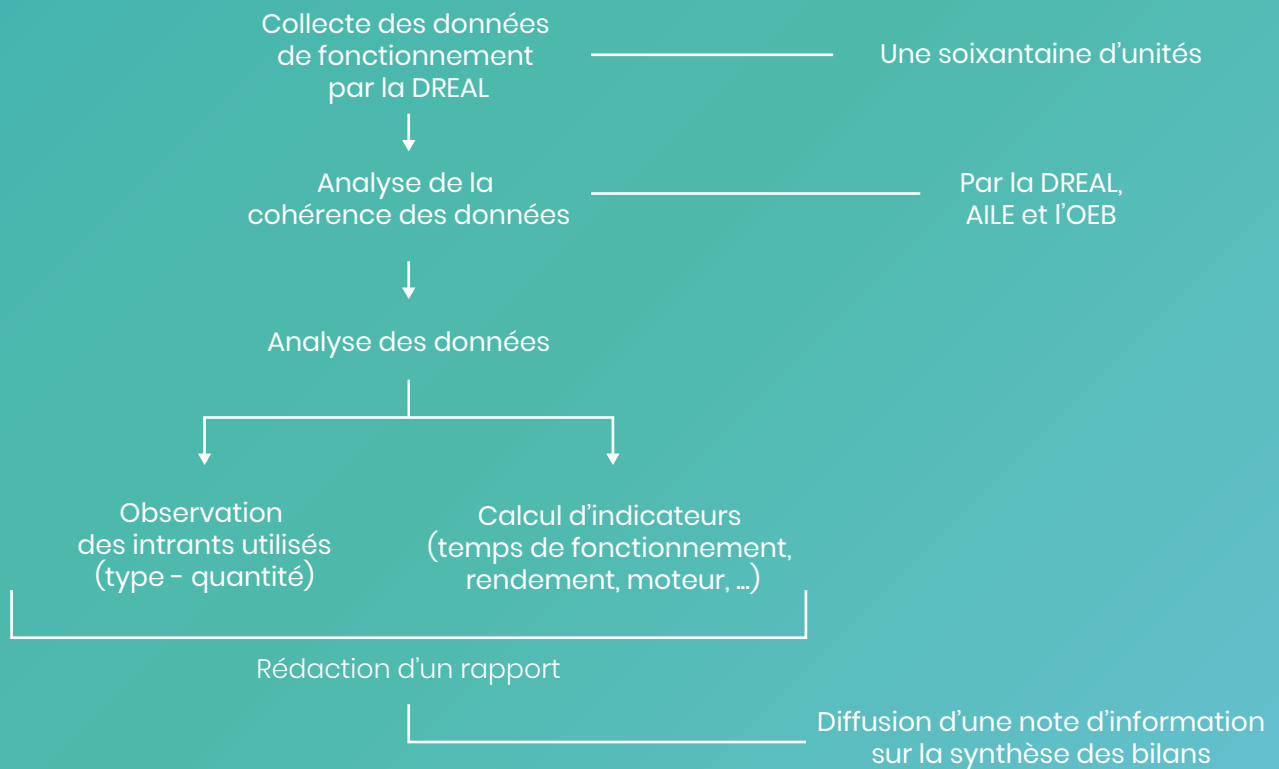 Collecte des données
de fonctionnement
par la DREAL
Une soixantaine d'unités
Analyse de la
cohérence des données
Par la DREAL,
AILE et l'OEB
Analyse des données
Observation
des intrants utilisés
(type - quantité)
Calcul d'indicateurs
(temps de fonctionnement,
rendement, moteur, ...)
Rédaction d'un rapport
Diffusion d'une note d'information
sur la synthèse des bilans